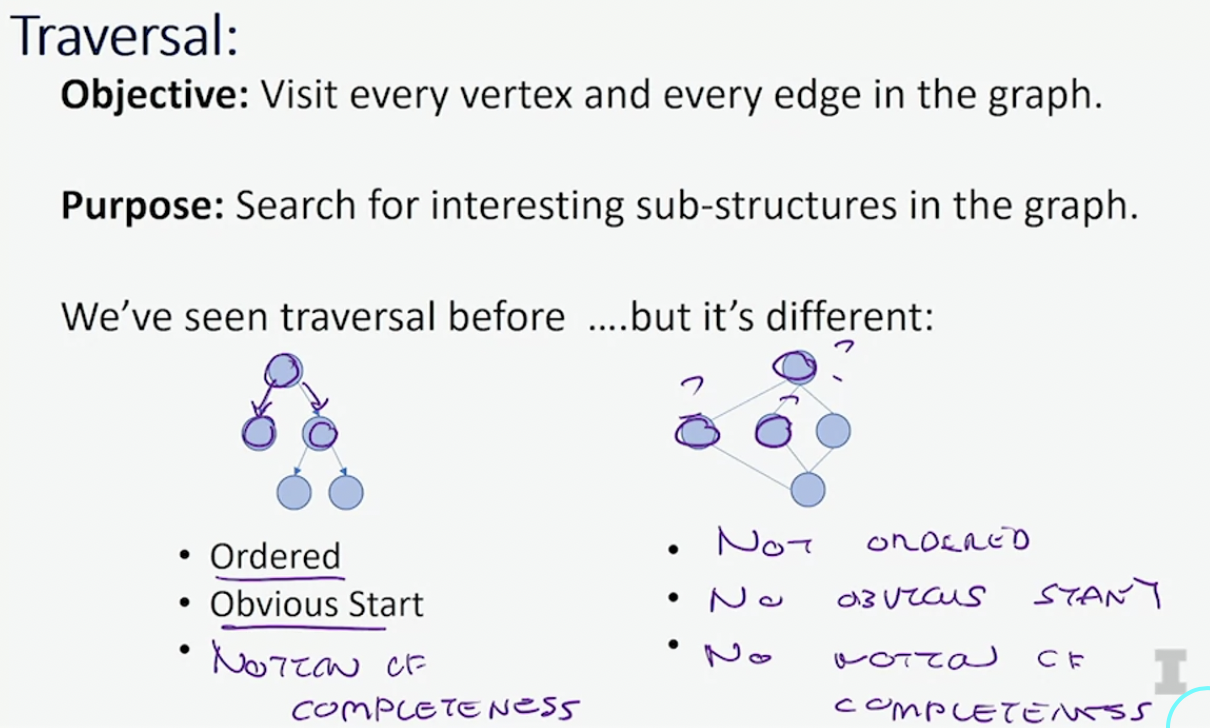 Traversal:
Objective: Visit every vertex and every edge in the graph.
Purpose: Search for interesting sub-structures in the graph.
We've seen traversal before ....but it's different:
? ?
?
• Ordered
• Obvious Start
• NOTION OF
COMPLETENESS
• NOT ORDERED
• NO OBVIOUS START
• NO NOTION OF
COMPLETENESS
I